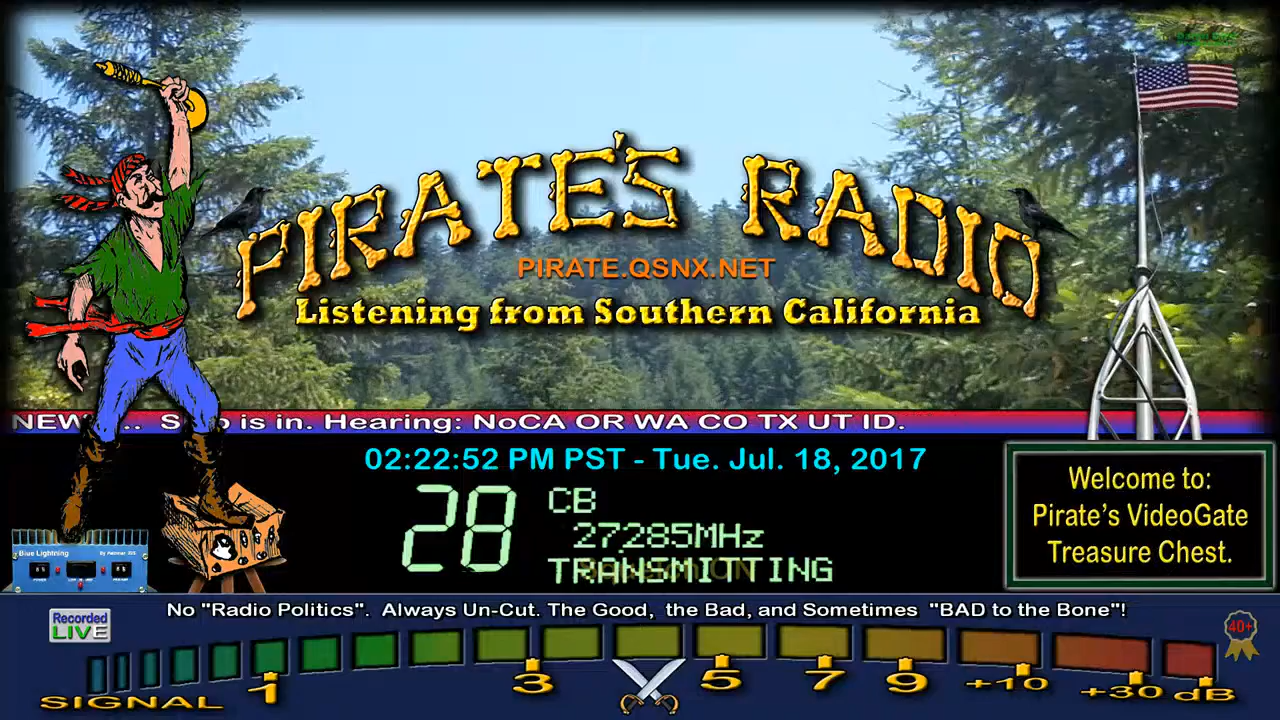 PIRATE'S RADIO
PIRATE.QSNX.NET
Listening from Southern California
is in. Hearing: NoCA OR WA CO TX UT ID.
02:22:52 PM PST - Tue. Jul. 18, 2017
28
CB
27.285MHz
TRANSMITTING
Welcome to:
Pirate's VideoGate
Treasure Chest.
Blue Lightning
No "Radio Politics". Always Un-Cut. The Good, the Bad, and Sometimes "BAD to the Bone"!
Recorded
LIVE
40+
SIGNAL 1 3 5 7 9 +10 +30 dB